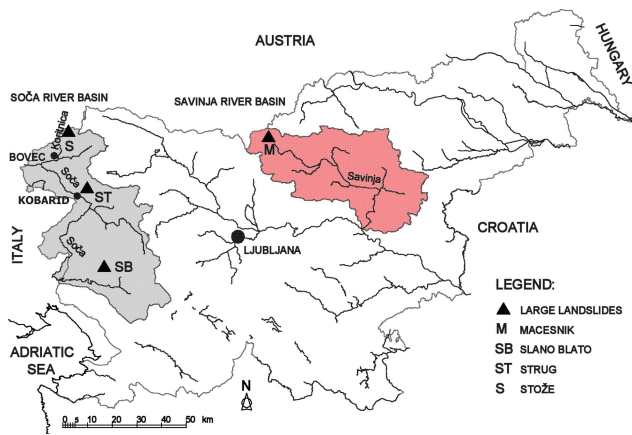 AUSTRIA
HUNGARY
SOČA RIVER BASIN
SAVINJA RIVER BASIN
Koritnica
S
M
BOVEC
Soča
Savinja
ST
KOBARID
ITALY
Soča
CROATIA
LJUBLJANA
SB
LEGEND:
LARGE LANDSLIDES
M MACESNIK
SB SLANO BLATO
ST STRUG
S STOŽE
ADRIATIC
SEA
N
0 5 10 20 30 40 50 km